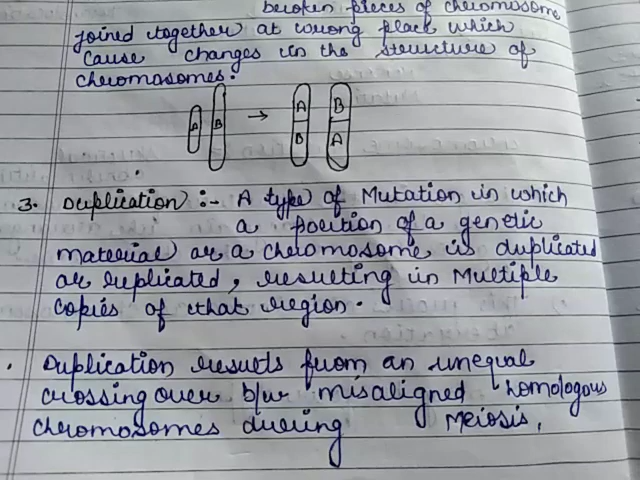 broken pieces of chromosome
joined together at wrong place which
cause changes in the structure of
chromosomes.
A B → A B B A
3. Duplication :- A type of Mutation in which
a portion of a genetic
material or a chromosome is duplicated
or replicated, resulting in Multiple
copies of that region.
. Duplication results from an unequal
crossing over b/w misaligned homologous
chromosomes during meiosis.